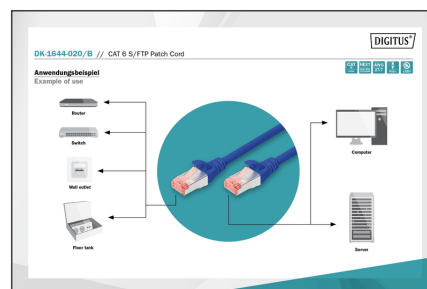 DIGITUS®
DK-1644-020/B // CAT 6 S/FTP Patch Cord
Anwendungsbeispiel
Example of use
Router
Switch
Wall outlet
Floor tank
Computer
Server